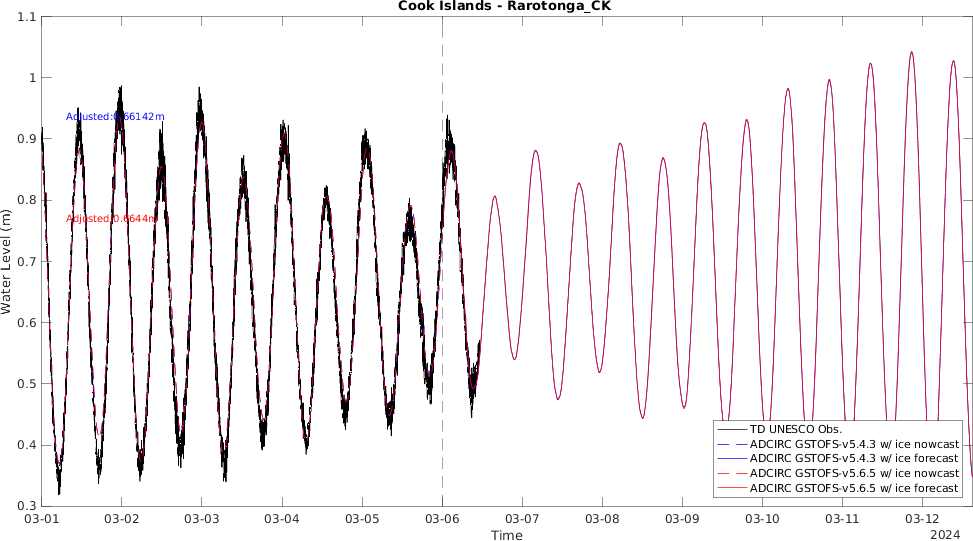 Cook Islands - Rarotonga_CK
1.1
1
0.9
0.8
0.7
0.6
0.5
0.4
0.3
Water Level (m)
Adjusted:0.66142m
Adjusted:0.6644m
TD UNESCO Obs.
ADCIRC GSTOFS-v5.4.3 w/ ice nowcast
ADCIRC GSTOFS-v5.4.3 w/ ice forecast
ADCIRC GSTOFS-v5.6.5 w/ ice nowcast
ADCIRC GSTOFS-v5.6.5 w/ ice forecast
03-01 03-02 03-03 03-04 03-05 03-06 03-07 03-08 03-09 03-10 03-11 03-12
Time
2024